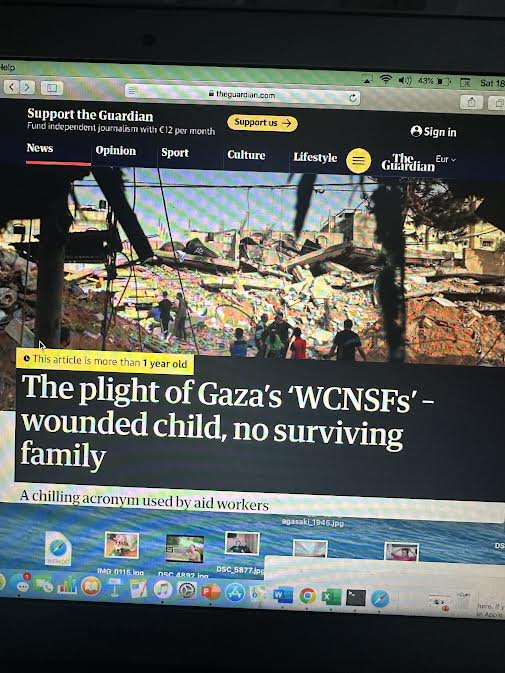 Help
43%
Sat 18
theguardian.com
Support the Guardian
Fund independent journalism with €12 per month
Support us →
Sign in
News
Opinion
Sport
Culture
Lifestyle
The Guardian
Eur
This article is more than 1 year old
The plight of Gaza's 'WCNSFs' –
wounded child, no surviving
family
A chilling acronym used by aid workers
agasaki_1945.jpg
DS
WEBLOC
IMG_0115.jpg
DSC_4892.jpg
DSC_5877.jpg
here. If y
in Apple